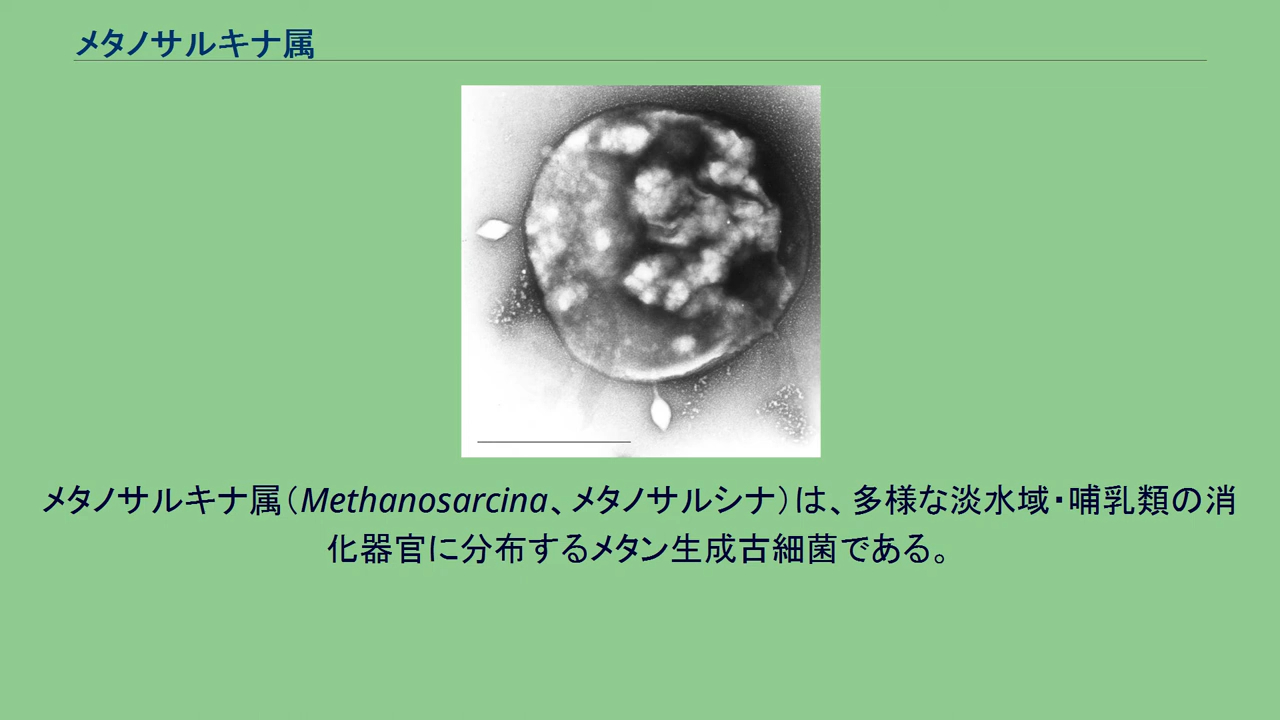 メタノサルキナ属
メタノサルキナ属（Methanosarcina、メタノサルシナ）は、多様な淡水域・哺乳類の消
化器官に分布するメタン生成古細菌である。